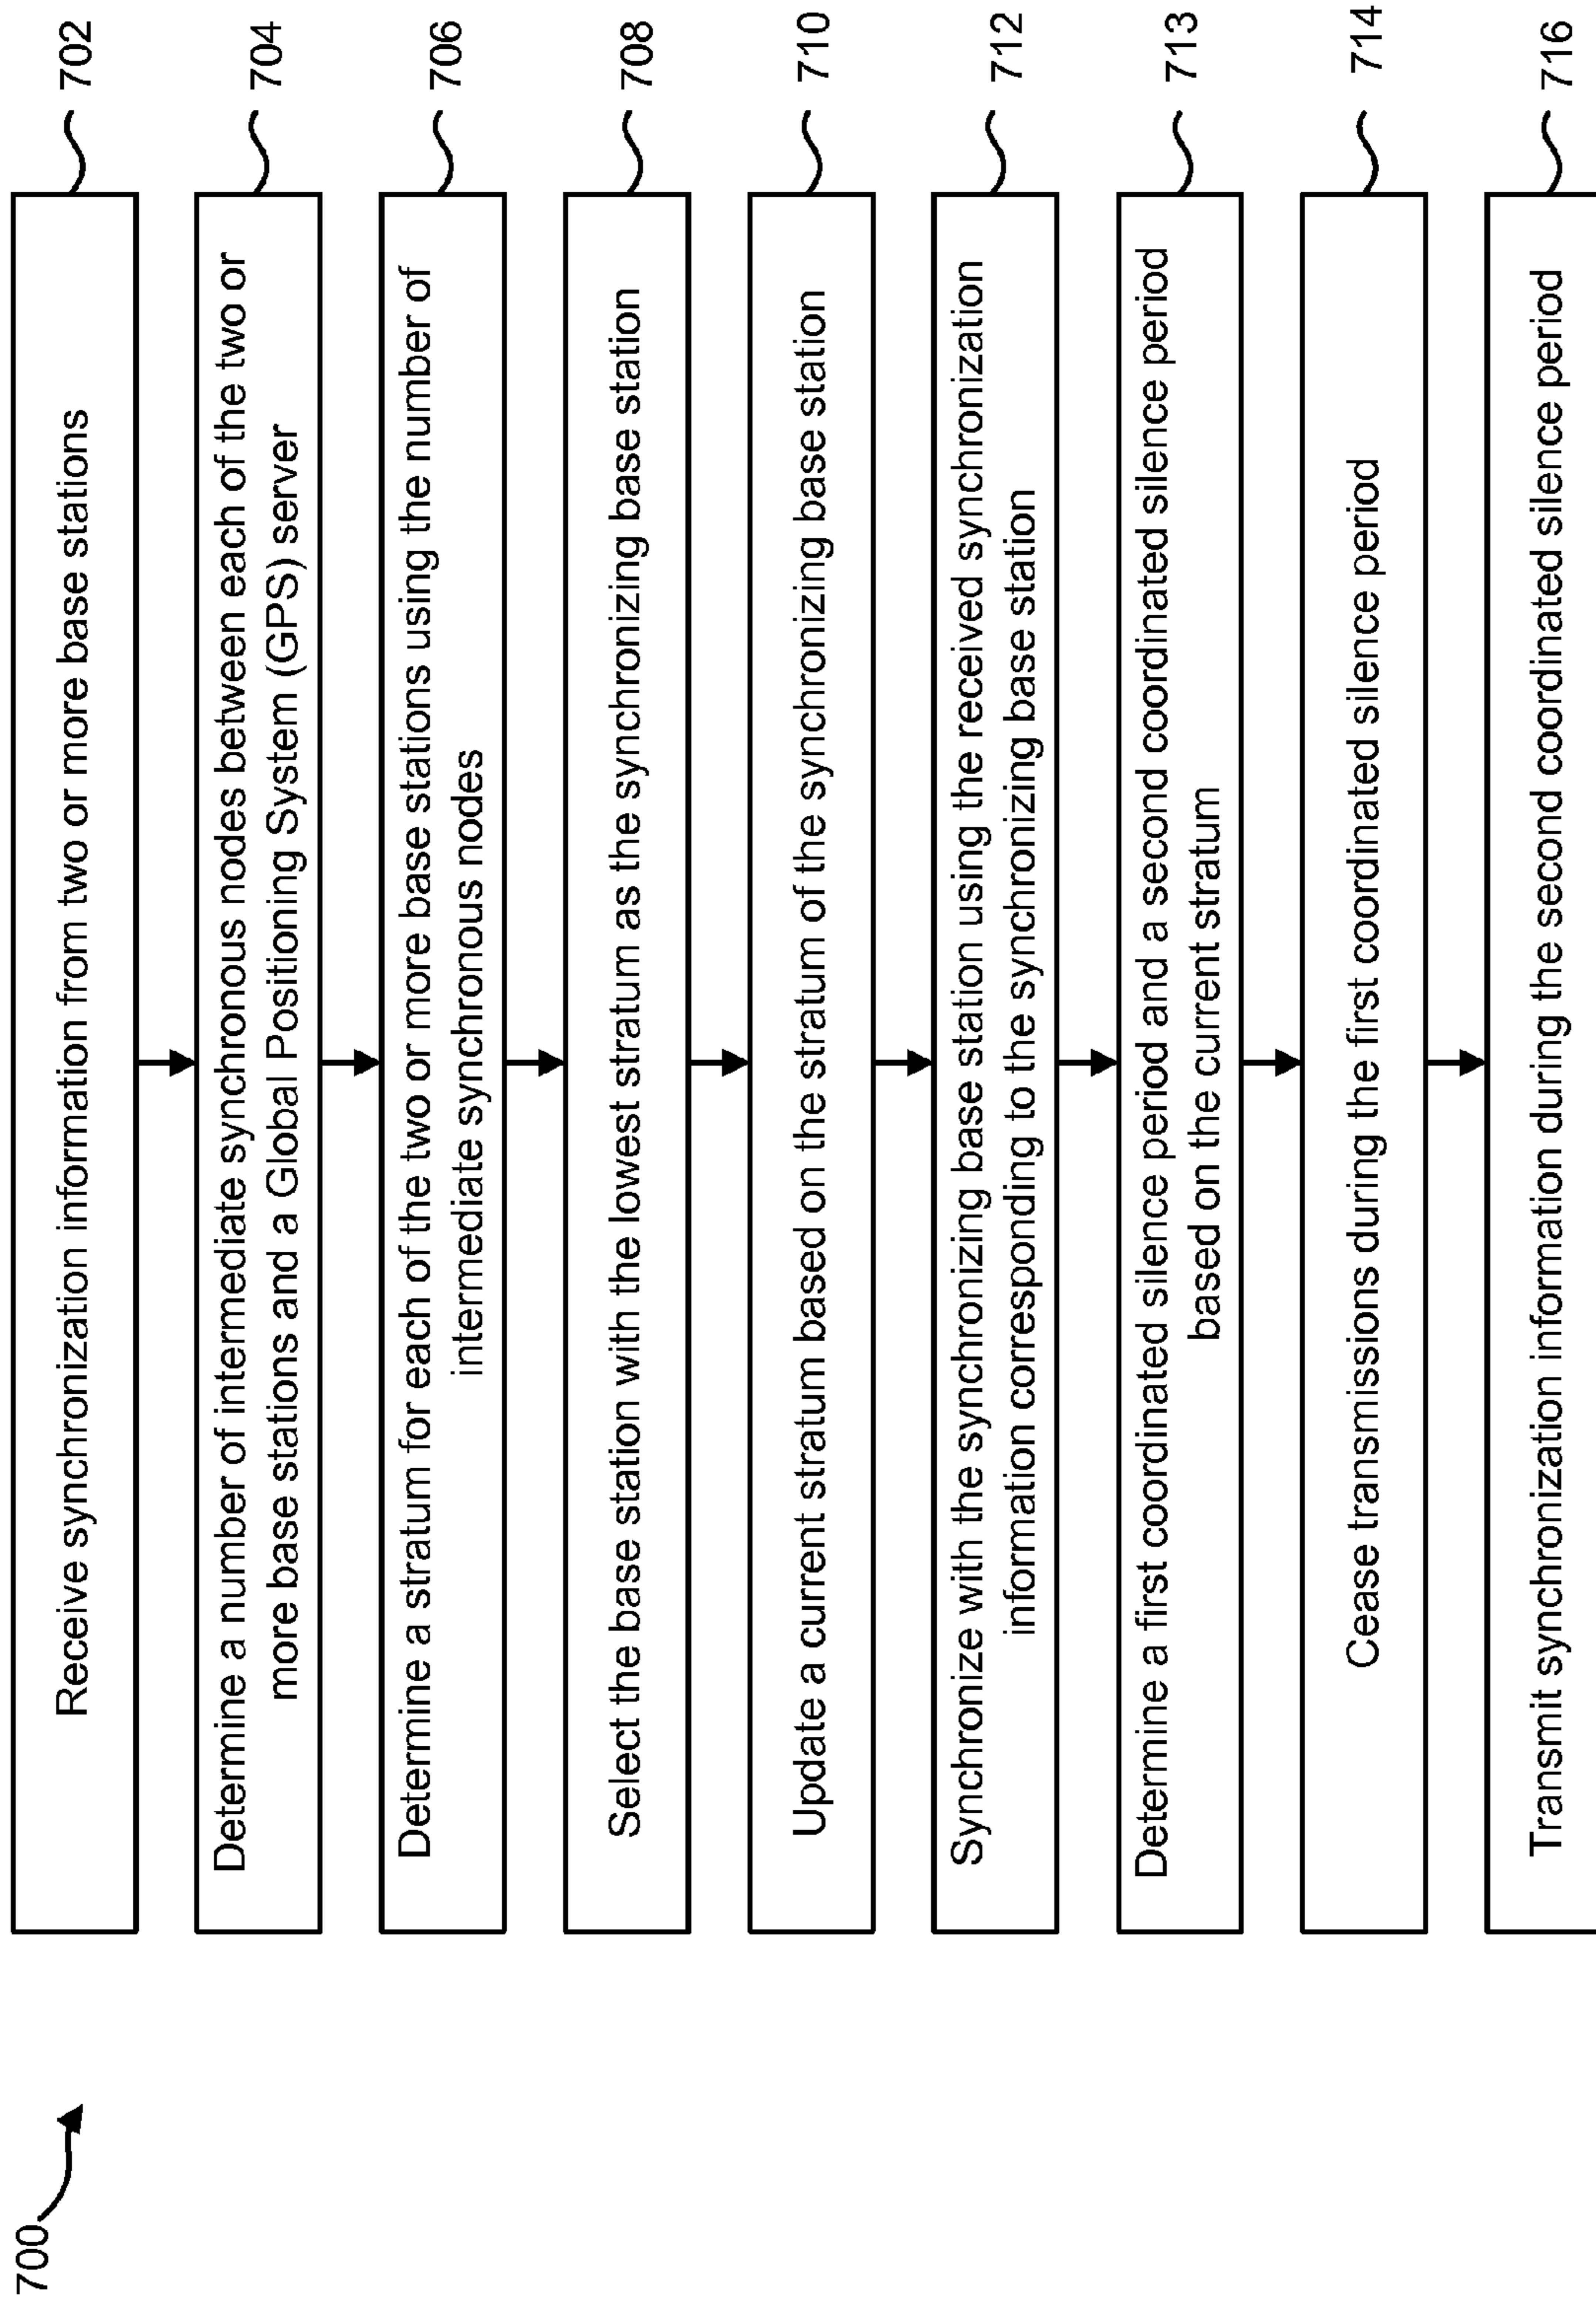 700
Receive synchronization information from two or more base stations
702
Determine a number of intermediate synchronous nodes between each of the two or
more base stations and a Global Positioning System (GPS) server
704
Determine a stratum for each of the two or more base stations using the number of
intermediate synchronous nodes
706
Select the base station with the lowest stratum as the synchronizing base station
708
Update a current stratum based on the stratum of the synchronizing base station
710
Synchronize with the synchronizing base station using the received synchronization
information corresponding to the synchronizing base station
712
Determine a first coordinated silence period and a second coordinated silence period
based on the current stratum
713
Cease transmissions during the first coordinated silence period
714
Transmit synchronization information during the second coordinated silence period
716